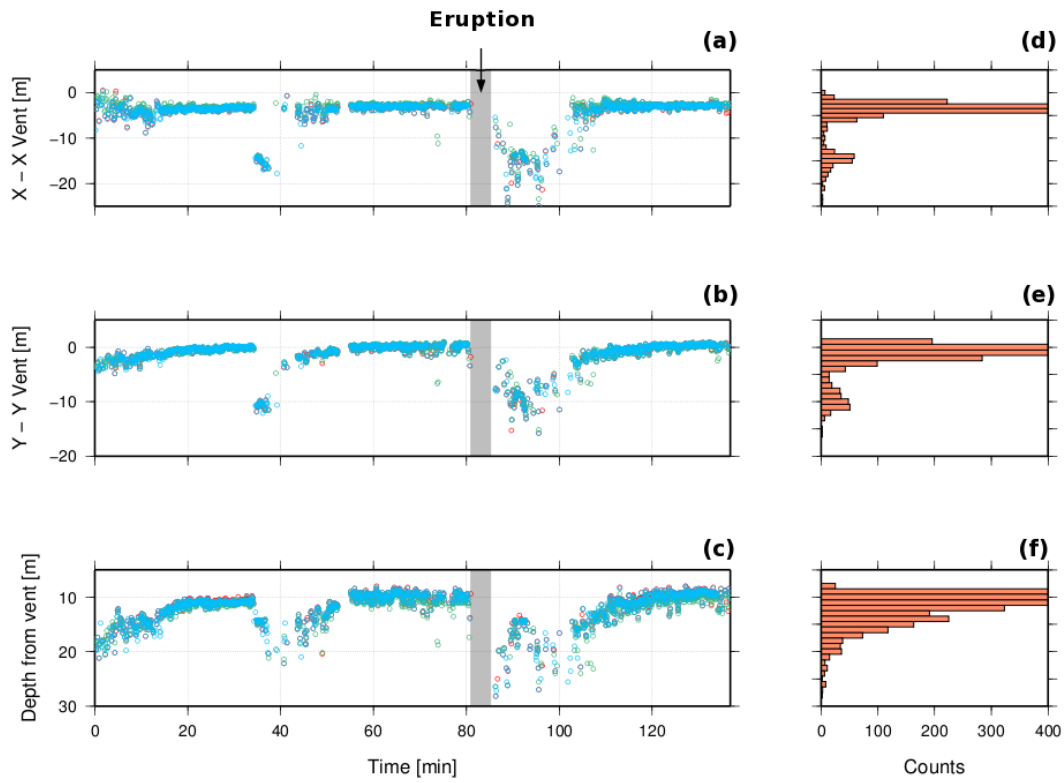 Eruption
(a) (d)
X − X Vent [m]
0
−10
−20
(b) (e)
Y − Y Vent [m]
0
−10
−20
(c) (f)
Depth from vent [m]
10
20
30
0 20 40 60 80 100 120
0 100 200 300 400
Time [min]
Counts